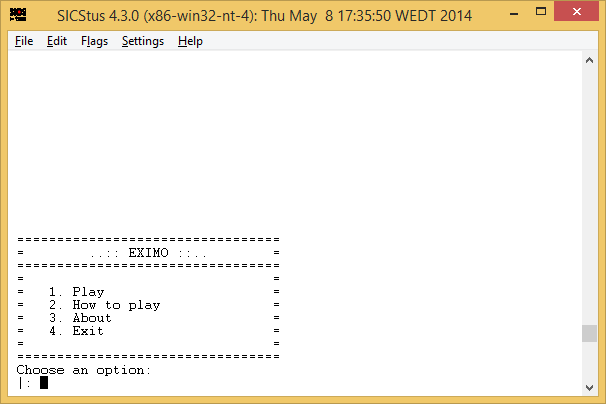 SICStus 4.3.0 (x86-win32-nt-4): Thu May  8 17:35:50 WEDT 2014
File Edit Flags Settings Help
================================
=        ..:: EXIMO ::..       =
================================
=                              =
=   1. Play                    =
=   2. How to play             =
=   3. About                   =
=   4. Exit                    =
=                              =
================================
Choose an option:
|: